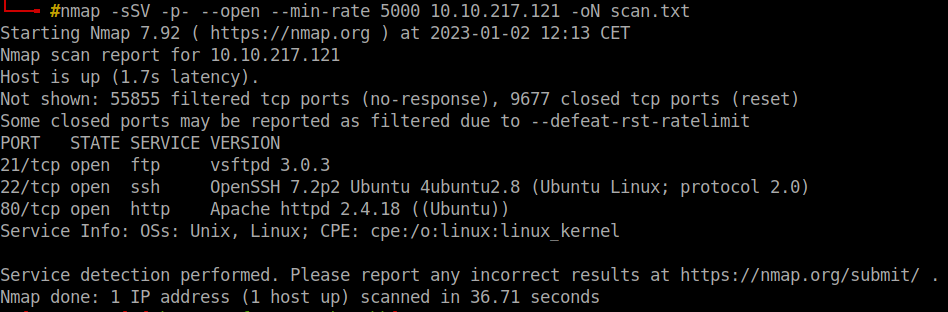 #nmap -sSV -p- --open --min-rate 5000 10.10.217.121 -oN scan.txt
Starting Nmap 7.92 ( https://nmap.org ) at 2023-01-02 12:13 CET
Nmap scan report for 10.10.217.121
Host is up (1.7s latency).
Not shown: 55855 filtered tcp ports (no-response), 9677 closed tcp ports (reset)
Some closed ports may be reported as filtered due to --defeat-rst-ratelimit
PORT   STATE SERVICE VERSION
21/tcp open  ftp     vsftpd 3.0.3
22/tcp open  ssh     OpenSSH 7.2p2 Ubuntu 4ubuntu2.8 (Ubuntu Linux; protocol 2.0)
80/tcp open  http    Apache httpd 2.4.18 ((Ubuntu))
Service Info: OSs: Unix, Linux; CPE: cpe:/o:linux:linux_kernel

Service detection performed. Please report any incorrect results at https://nmap.org/submit/ .
Nmap done: 1 IP address (1 host up) scanned in 36.71 seconds